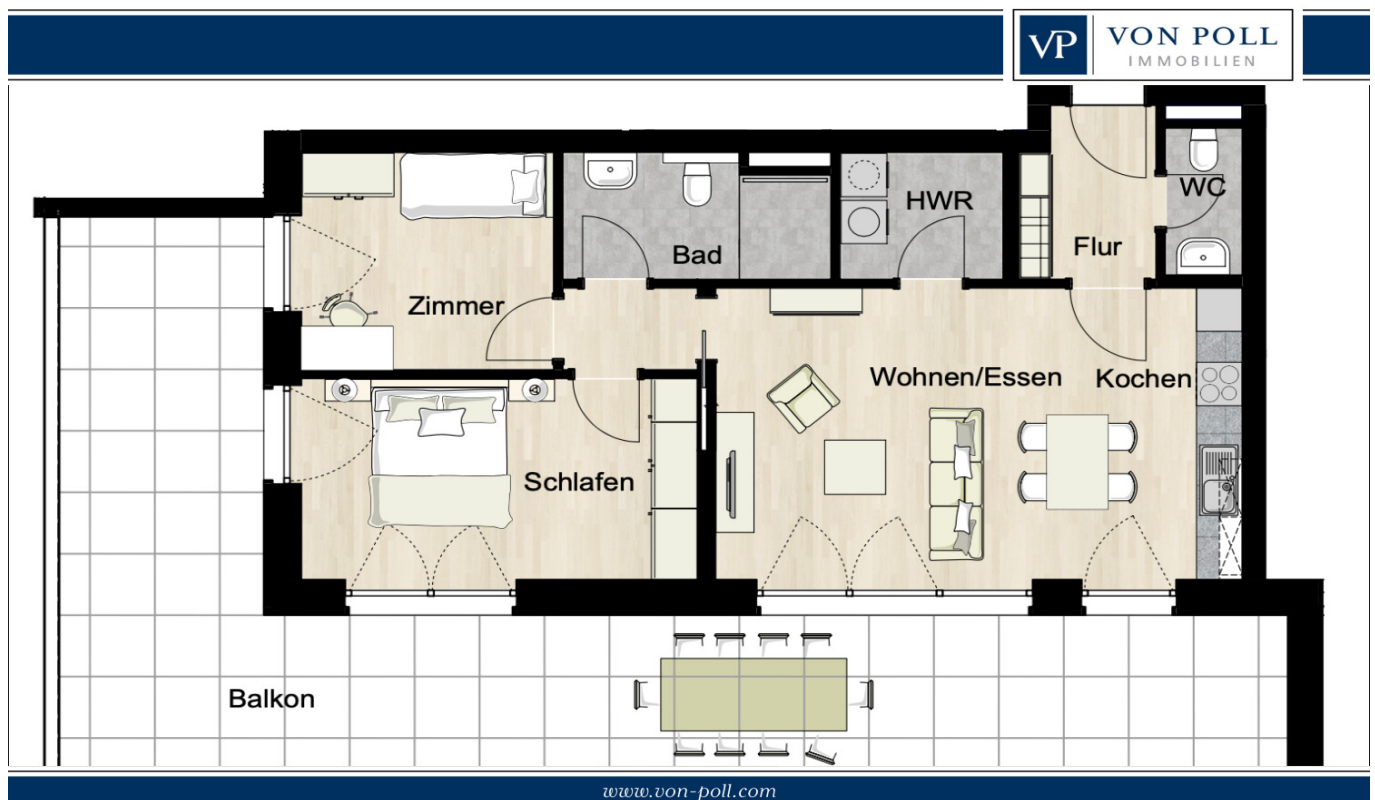 VP VON POLL
IMMOBILIEN
HWR
WC
Bad
Flur
Zimmer
Wohnen/Essen
Kochen
Schlafen
Balkon
www.von-poll.com